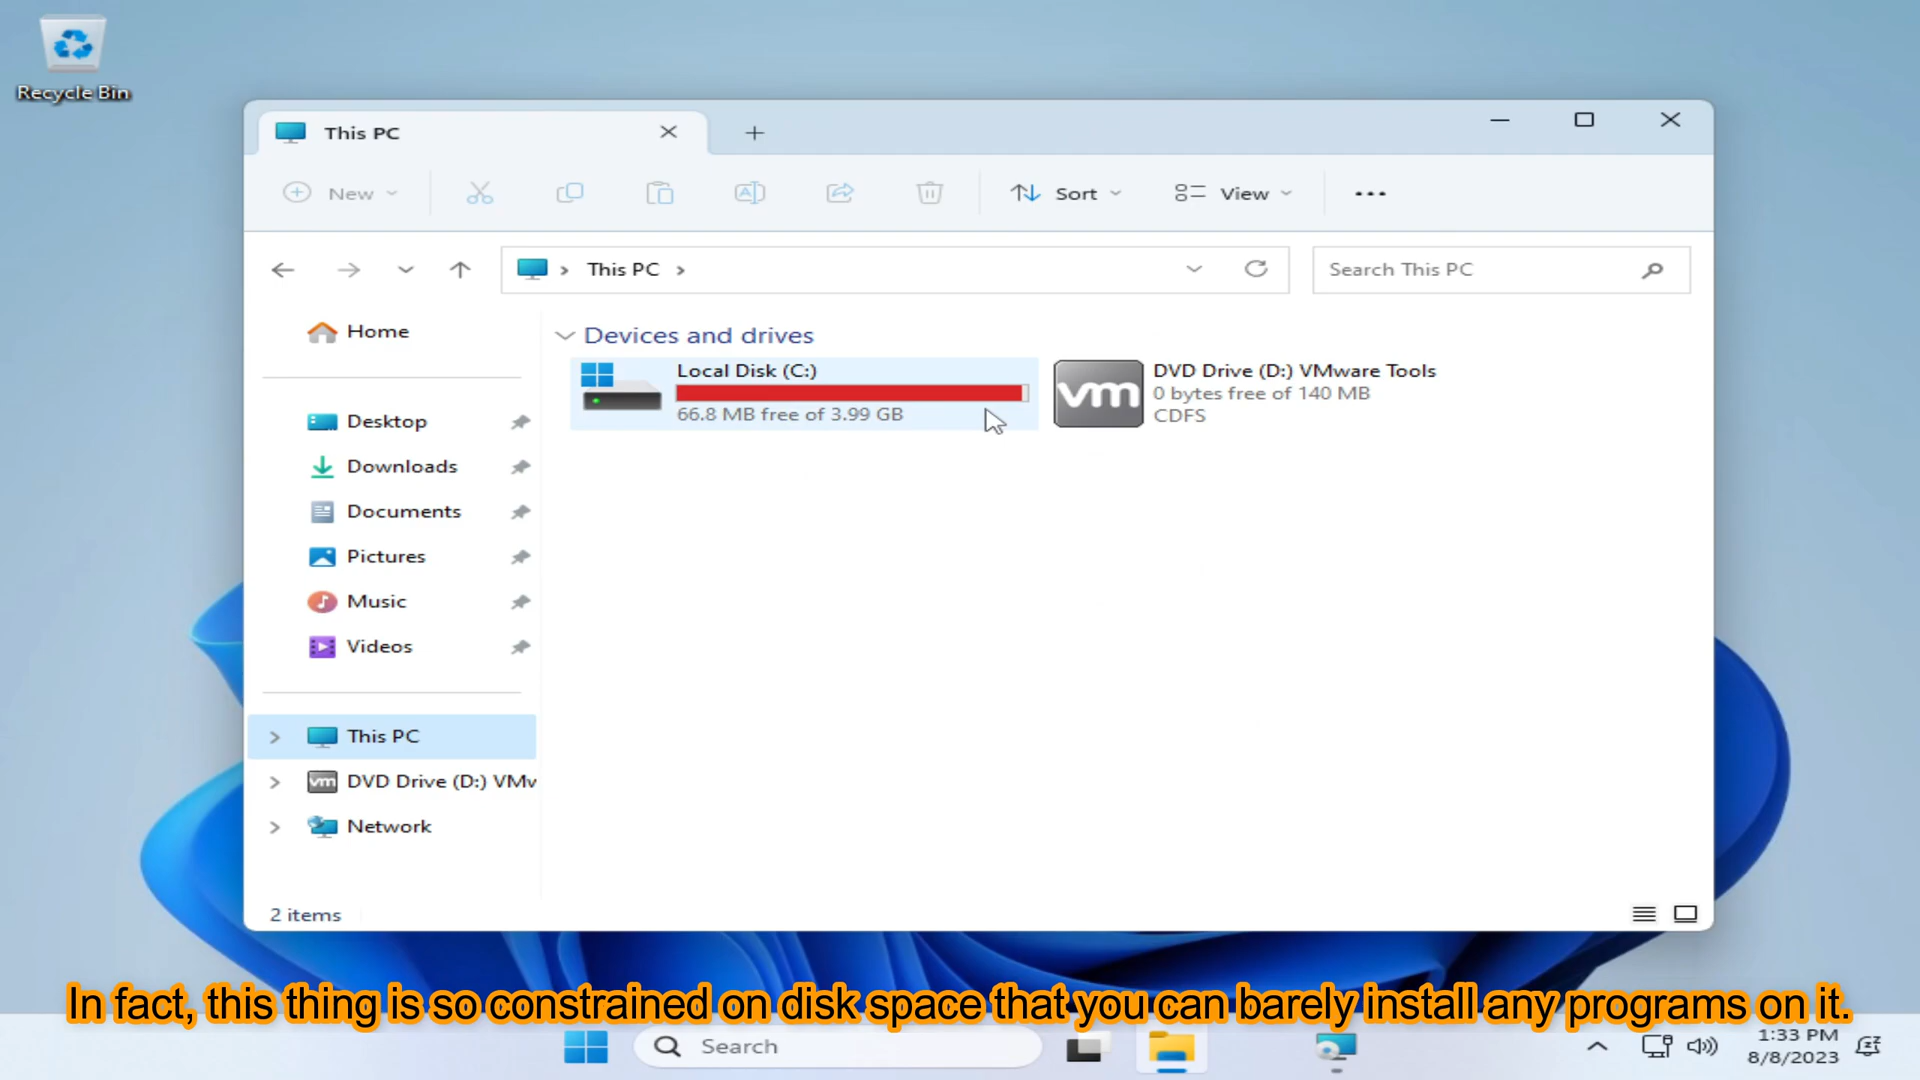 Recycle Bin
This PC
New
Sort
View
This PC
Search This PC
Home
Desktop
Downloads
Documents
Pictures
Music
Videos
This PC
DVD Drive (D:) VMw
Network
Devices and drives
Local Disk (C:)
66.8 MB free of 3.99 GB
vm
DVD Drive (D:) VMware Tools
0 bytes free of 140 MB
CDFS
2 items
In fact, this thing is so constrained on disk space that you can barely install any programs on it.
Search
1:33 PM
8/8/2023